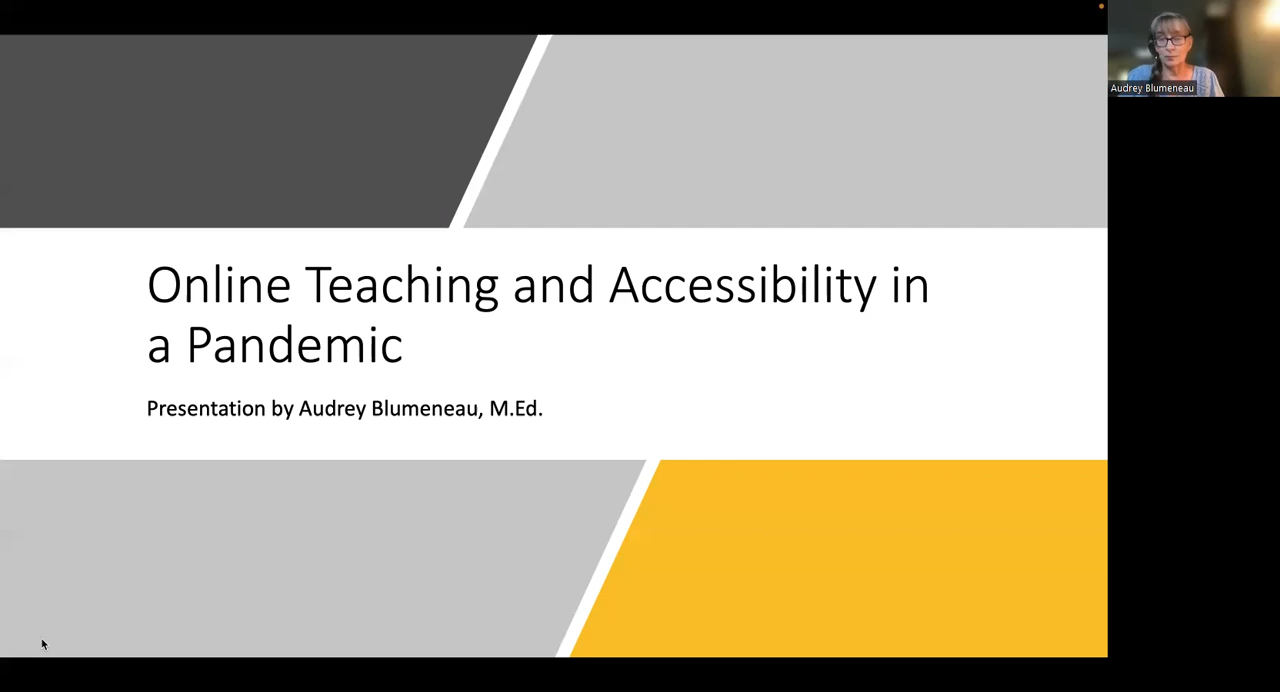 Online Teaching and Accessibility in
a Pandemic
Presentation by Audrey Blumeneau, M.Ed.
Audrey Blumeneau